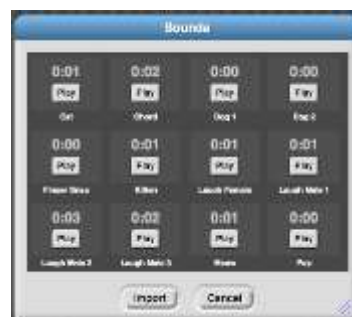 Sounds
0:01 0:02 0:00 0:00
Play Play Play Play
Chord Dog 1 Dog 2
0:00 0:01 0:01 0:01
Play Play Play Play
Finger Snap Kitten Laugh Female Laugh Male 1
0:03 0:02 0:01 0:00
Play Play Play Play
Laugh Male 2 Laugh Male 3 Meow Pop
Import Cancel